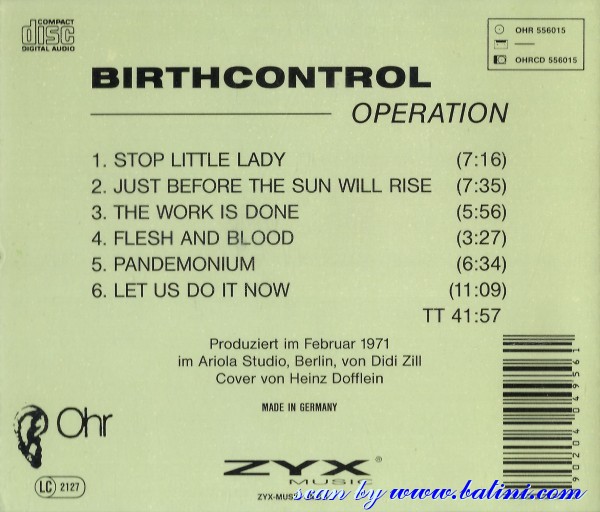 COMPACT
disc
DIGITAL AUDIO
OHR 556015
OHRCD 556015
BIRTHCONTROL
OPERATION
1. STOP LITTLE LADY (7:16)
2. JUST BEFORE THE SUN WILL RISE (7:35)
3. THE WORK IS DONE (5:56)
4. FLESH AND BLOOD (3:27)
5. PANDEMONIUM (6:34)
6. LET US DO IT NOW (11:09)
TT 41:57
Produziert im Februar 1971
im Ariola Studio, Berlin, von Didi Zill
Cover von Heinz Dofflein
MADE IN GERMANY
Ohr
ZYX®
MUSIC
ZYX-MUSIC
LC 2127
scan by www.batini.com
90204 049561